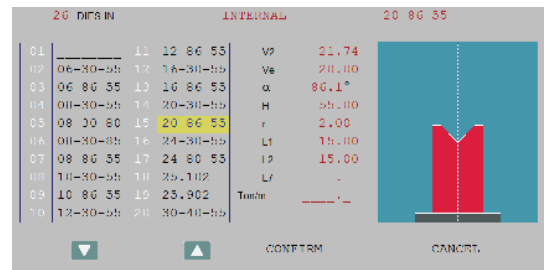 26 DIES IN INTERNAL 20 86 55
01 ________ 11 12 86 55 V2 21.74
02 06-30-55 12 16-30-55 Ve 20.00
03 06 86 55 13 16 86 55 α 86.1°
04 08-30-55 14 20-30-55 H 55.00
05 08 30 80 15 20 86 55 r 2.00
06 08-30-85 16 24-30-55 L1 15.00
07 08 86 55 17 24 80 55 L2 15.00
08 10-30-55 18 25.102 L7 .
09 10 86 55 19 25.902 Ton/m ____._
10 12-30-55 20 30-40-55
CONFIRM CANCEL